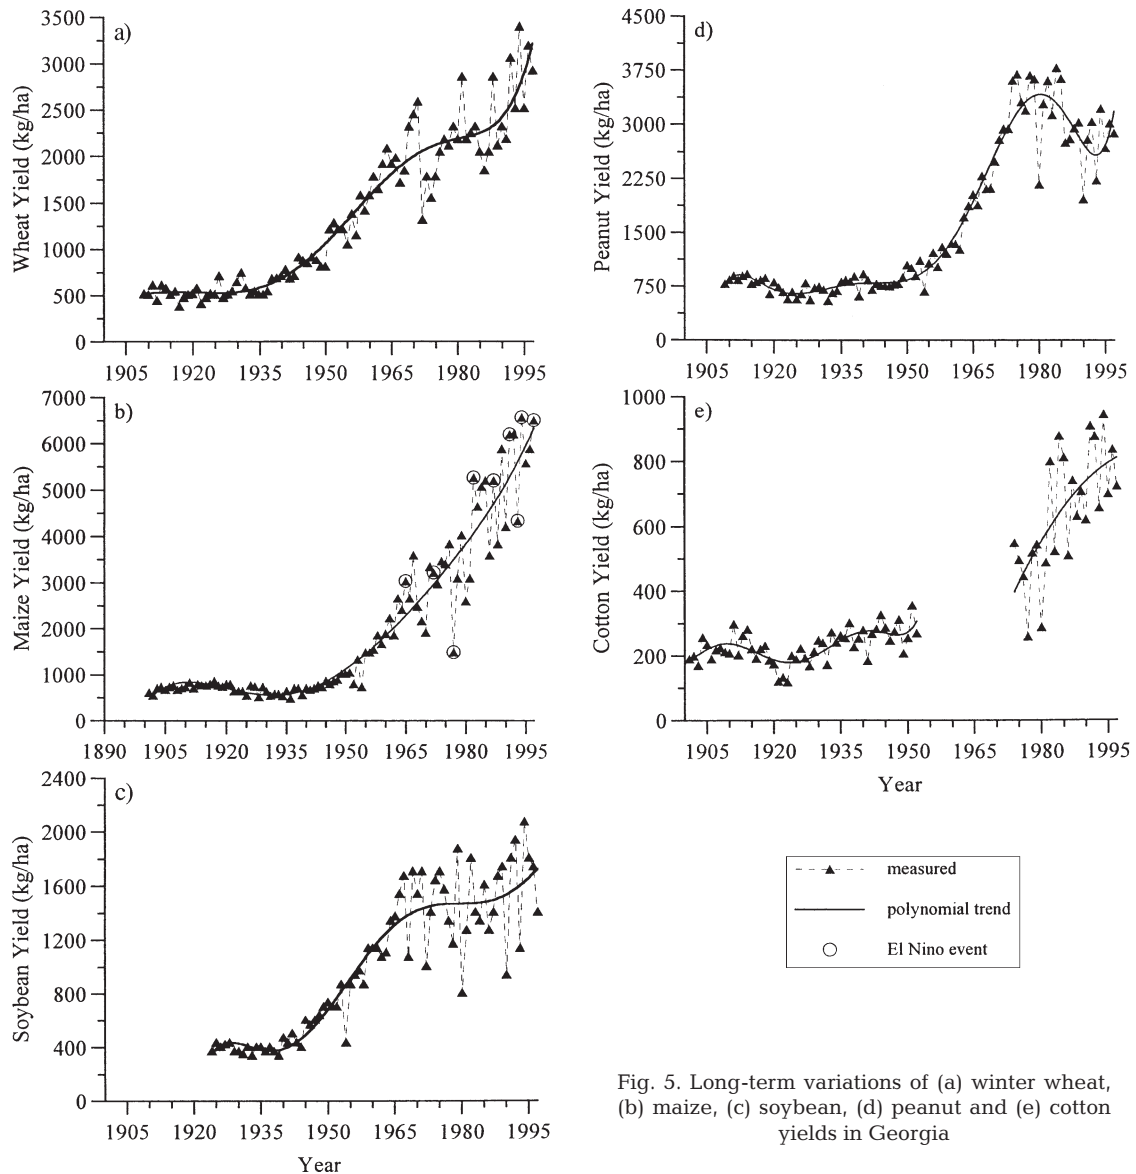 a)
Wheat Yield (kg/ha)
3500
3000
2500
2000
1500
1000
500
0
1905 1920 1935 1950 1965 1980 1995
b)
Maize Yield (kg/ha)
7000
6000
5000
4000
3000
2000
1000
0
1890 1905 1920 1935 1950 1965 1980 1995
c)
Soybean Yield (kg/ha)
2400
2000
1600
1200
800
400
0
1905 1920 1935 1950 1965 1980 1995
Year
d)
Peanut Yield (kg/ha)
4500
3750
3000
2250
1500
750
0
1905 1920 1935 1950 1965 1980 1995
e)
Cotton Yield (kg/ha)
1000
800
600
400
200
0
1905 1920 1935 1950 1965 1980 1995
Year
measured
polynomial trend
El Nino event
Fig. 5. Long-term variations of (a) winter wheat,
(b) maize, (c) soybean, (d) peanut and (e) cotton
yields in Georgia